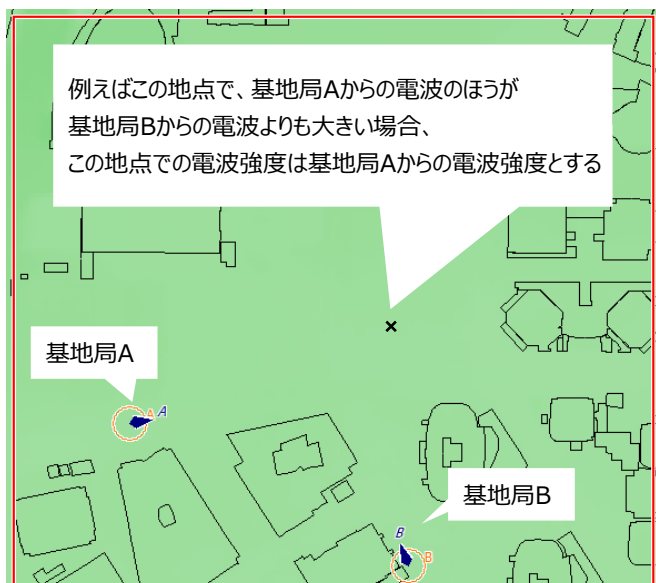 例えばこの地点で、基地局Aからの電波のほうが
基地局Bからの電波よりも大きい場合、
この地点での電波強度は基地局Aからの電波強度とする
基地局A
A
A
基地局B
B
B